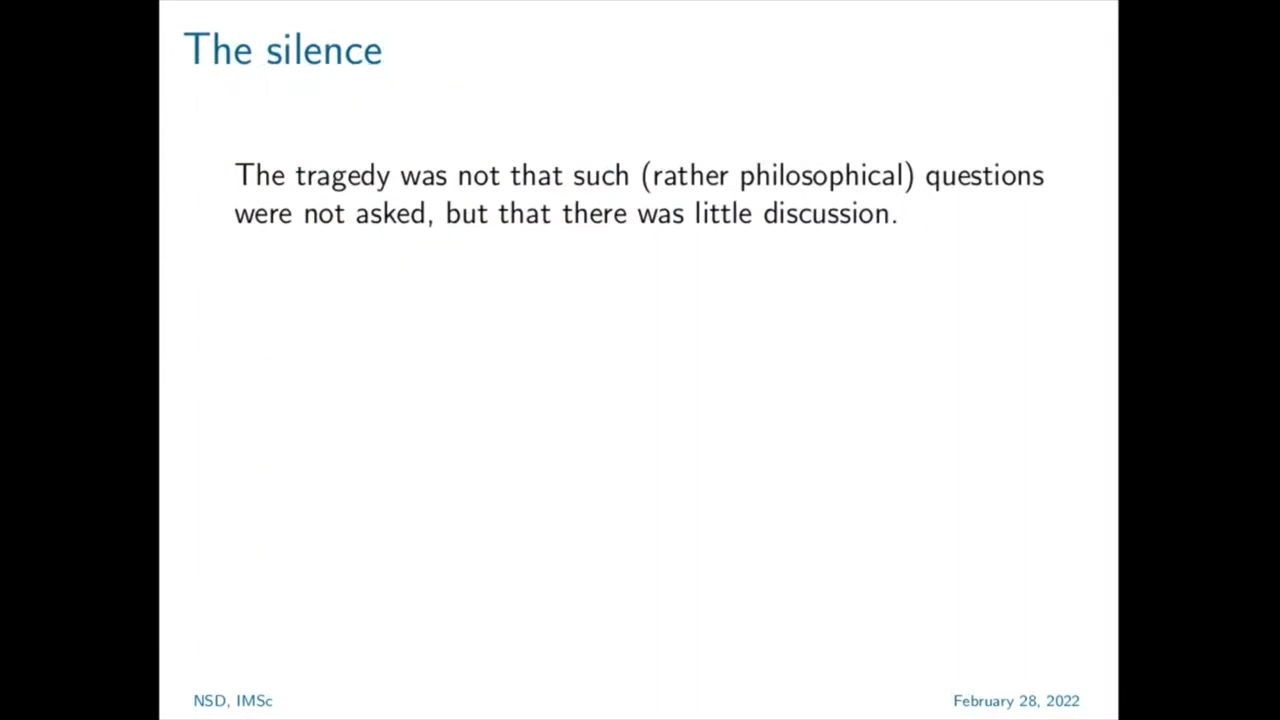 The silence
The tragedy was not that such (rather philosophical) questions
were not asked, but that there was little discussion.
NSD, IMSc
February 28, 2022